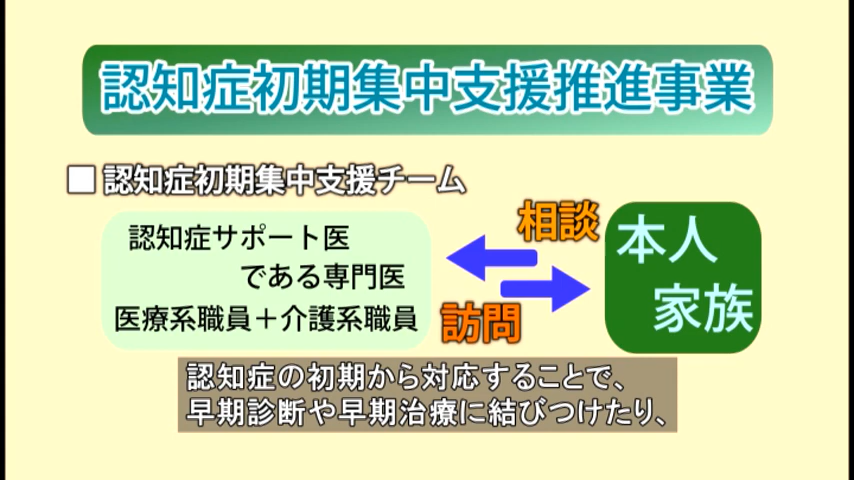 認知症初期集中支援推進事業
■ 認知症初期集中支援チーム
認知症サポート医
である専門医
医療系職員＋介護系職員
相談
訪問
本人
家族
認知症の初期から対応することで、
早期診断や早期治療に結びつけたり、